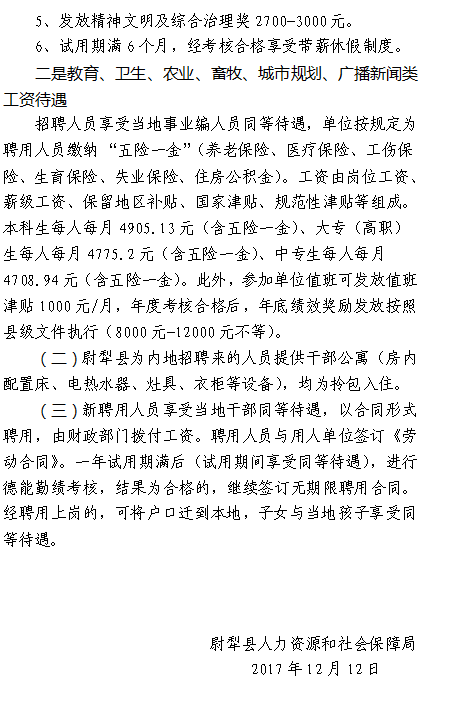 5、发放精神文明及综合治理奖 2700-3000 元。
6、试用期满 6 个月，经考核合格享受带薪休假制度。
二是教育、卫生、农业、畜牧、城市规划、广播新闻类
工资待遇
招聘人员享受当地事业编人员同等待遇，单位按规定为
聘用人员缴纳 “五险一金”（养老保险、医疗保险、工伤保
险、生育保险、失业保险、住房公积金）。工资由岗位工资、
薪级工资、保留地区补贴、国家津贴、规范性津贴等组成。
本科生每人每月 4905.13 元（含五险一金）、大专（高职）
生每人每月 4775.2 元（含五险一金）、中专生每人每月
4708.94 元（含五险一金）。此外，参加单位值班可发放值班
津贴 1000 元/月，年度考核合格后，年底绩效奖励发放按照
县级文件执行（8000 元-12000 元不等）。
（二）尉犁县为内地招聘来的人员提供干部公寓（房内
配置床、电热水器、灶具、衣柜等设备），均为拎包入住。
（三）新聘用人员享受当地干部同等待遇，以合同形式
聘用，由财政部门拨付工资。聘用人员与用人单位签订《劳
动合同》。一年试用期满后（试用期间享受同等待遇），进行
德能勤绩考核，结果为合格的，继续签订无期限聘用合同。
经聘用上岗的，可将户口迁到本地，子女与当地孩子享受同
等待遇。
尉犁县人力资源和社会保障局
2017 年 12 月 12 日